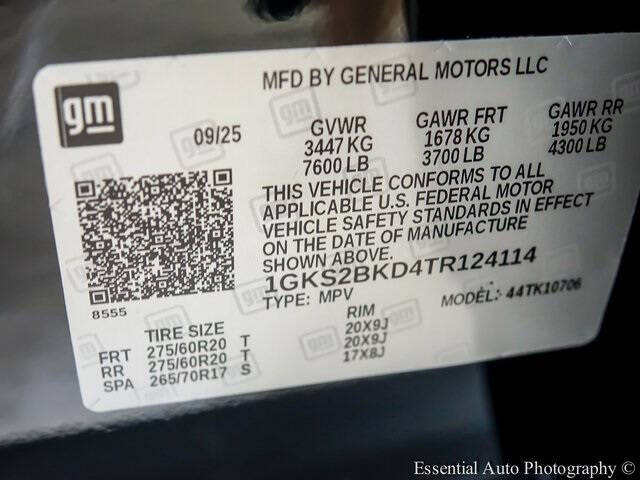 gm
MFD BY GENERAL MOTORS LLC
09/25 GVWR GAWR FRT GAWR RR
3447 KG 1678 KG 1950 KG
7600 LB 3700 LB 4300 LB
THIS VEHICLE CONFORMS TO ALL
APPLICABLE U.S. FEDERAL MOTOR
VEHICLE SAFETY STANDARDS IN EFFECT
ON THE DATE OF MANUFACTURE
SHOWN ABOVE.
1GKS2BKD4TR124114
TYPE: MPV MODEL: 44TK10706
8555
TIRE SIZE RIM
FRT 275/60R20 T 20X9J
RR 275/60R20 T 20X9J
SPA 265/70R17 S 17X8J
Essential Auto Photography ©